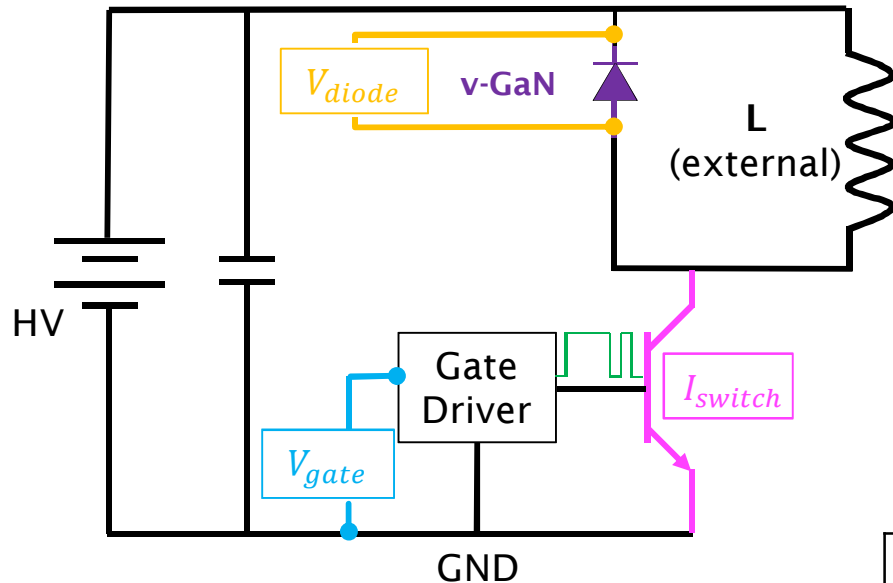 V_diode
v-GaN
L
(external)
HV
Gate
Driver
I_switch
V_gate
GND